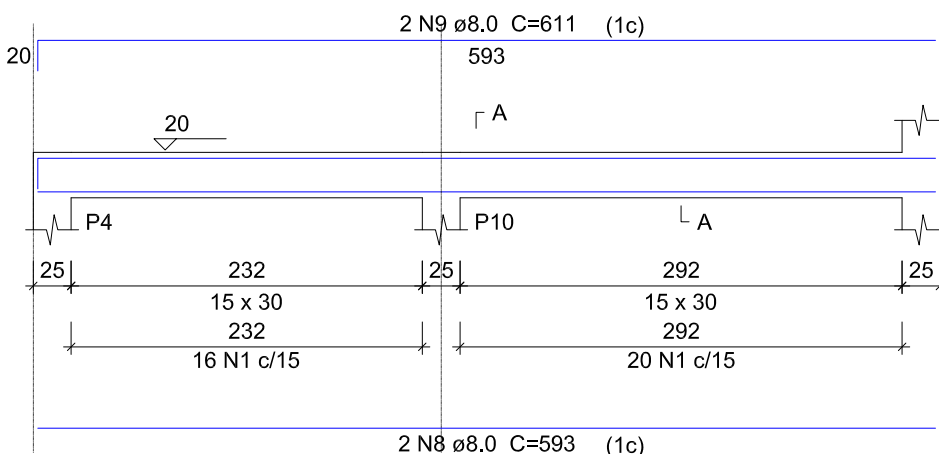 2 N9 ø8.0 C=611 (1c)
20
593
A
20
P4
P10
A
25
232
25
292
25
15 x 30
15 x 30
232
292
16 N1 c/15
20 N1 c/15
2 N8 ø8.0 C=593 (1c)